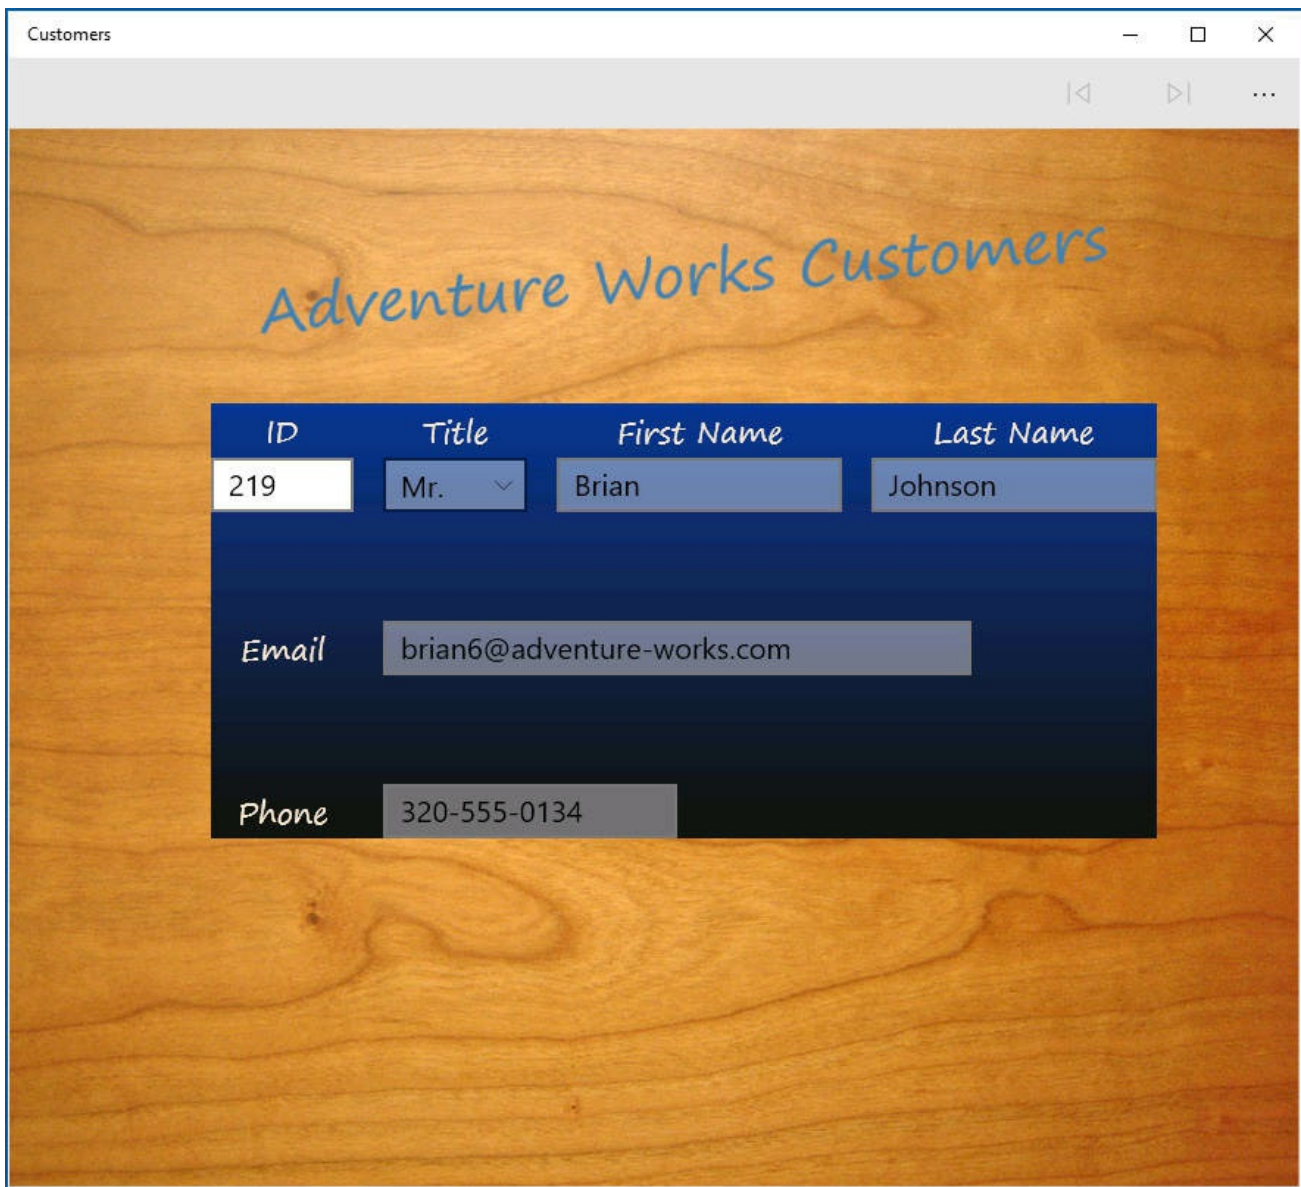 Customers
Adventure Works Customers
ID Title First Name Last Name
219 Mr. Brian Johnson
Email brian6@adventure-works.com
Phone 320-555-0134